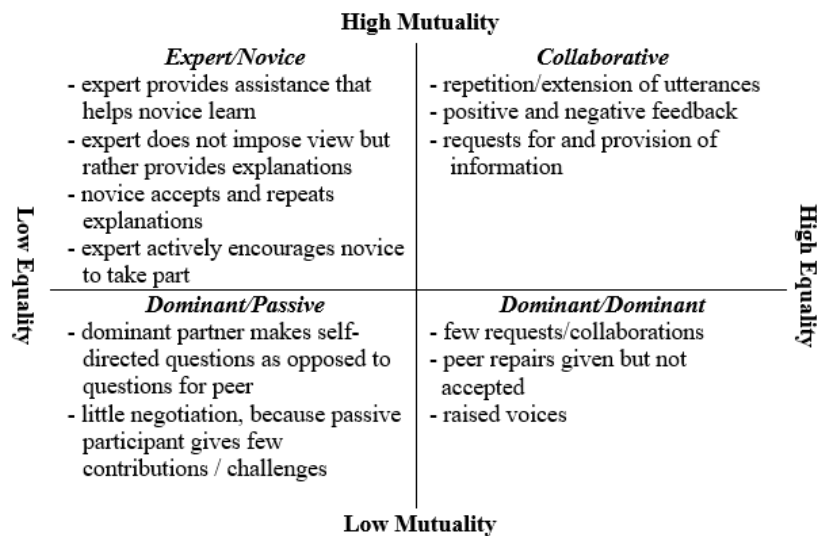 High Mutuality
Expert/Novice
- expert provides assistance that
helps novice learn
- expert does not impose view but
rather provides explanations
- novice accepts and repeats
explanations
- expert actively encourages novice
to take part
Collaborative
- repetition/extension of utterances
- positive and negative feedback
- requests for and provision of
information
Low Equality
High Equality
Dominant/Passive
- dominant partner makes self-
directed questions as opposed to
questions for peer
- little negotiation, because passive
participant gives few
contributions / challenges
Dominant/Dominant
- few requests/collaborations
- peer repairs given but not
accepted
- raised voices
Low Mutuality